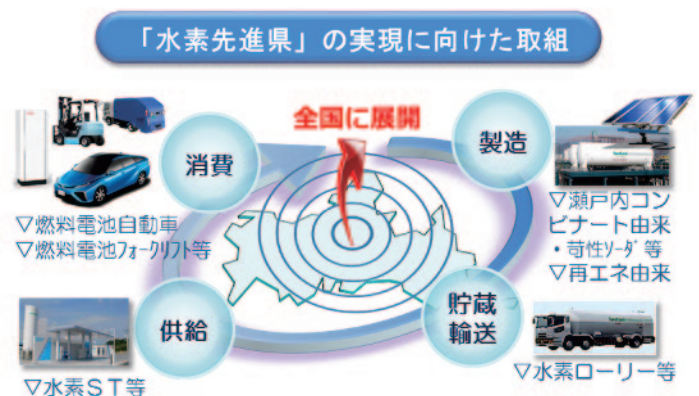 「水素先進県」の実現に向けた取組
全国に展開
消費
製造
▽燃料電池自動車
▽燃料電池フォークリフト等
▽瀬戸内コン
ビナート由来
・苛性ソーダ等
▽再エネ由来
供給
貯蔵
輸送
▽水素ST等
▽水素ローリー等